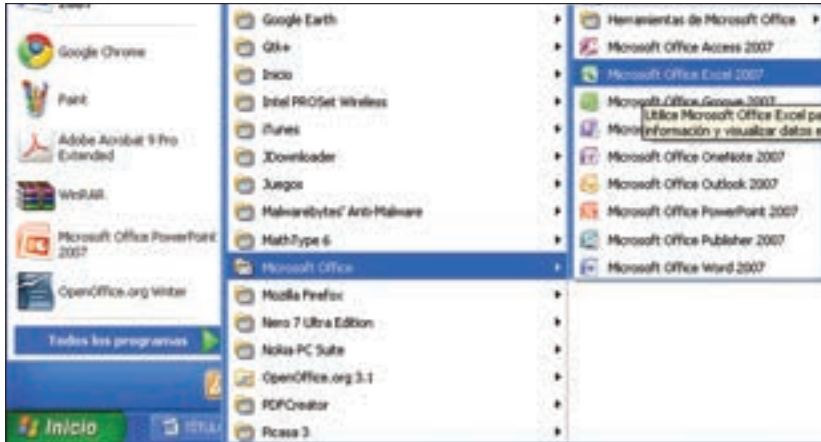 2007
Google Chrome
Paint
Adobe Acrobat 9 Pro
Extended
WinRAR
Microsoft Office PowerPoint
2007
OpenOffice.org Writer
Todos los programas
Inicio
Google Earth
Gtk+
Inicio
Intel PROSet Wireless
iTunes
JDownloader
Juegos
Malwarebytes' Anti-Malware
MathType 6
Microsoft Office
Mozilla Firefox
Nero 7 Ultra Edition
Nokia PC Suite
OpenOffice.org 3.1
PDFCreator
Picasa 3
Herramientas de Microsoft Office
Microsoft Office Access 2007
Microsoft Office Excel 2007
Microsoft Office Groove 2007
Utilice Microsoft Office Excel pa
información y visualizar datos e
Microsoft Office OneNote 2007
Microsoft Office Outlook 2007
Microsoft Office PowerPoint 2007
Microsoft Office Publisher 2007
Microsoft Office Word 2007